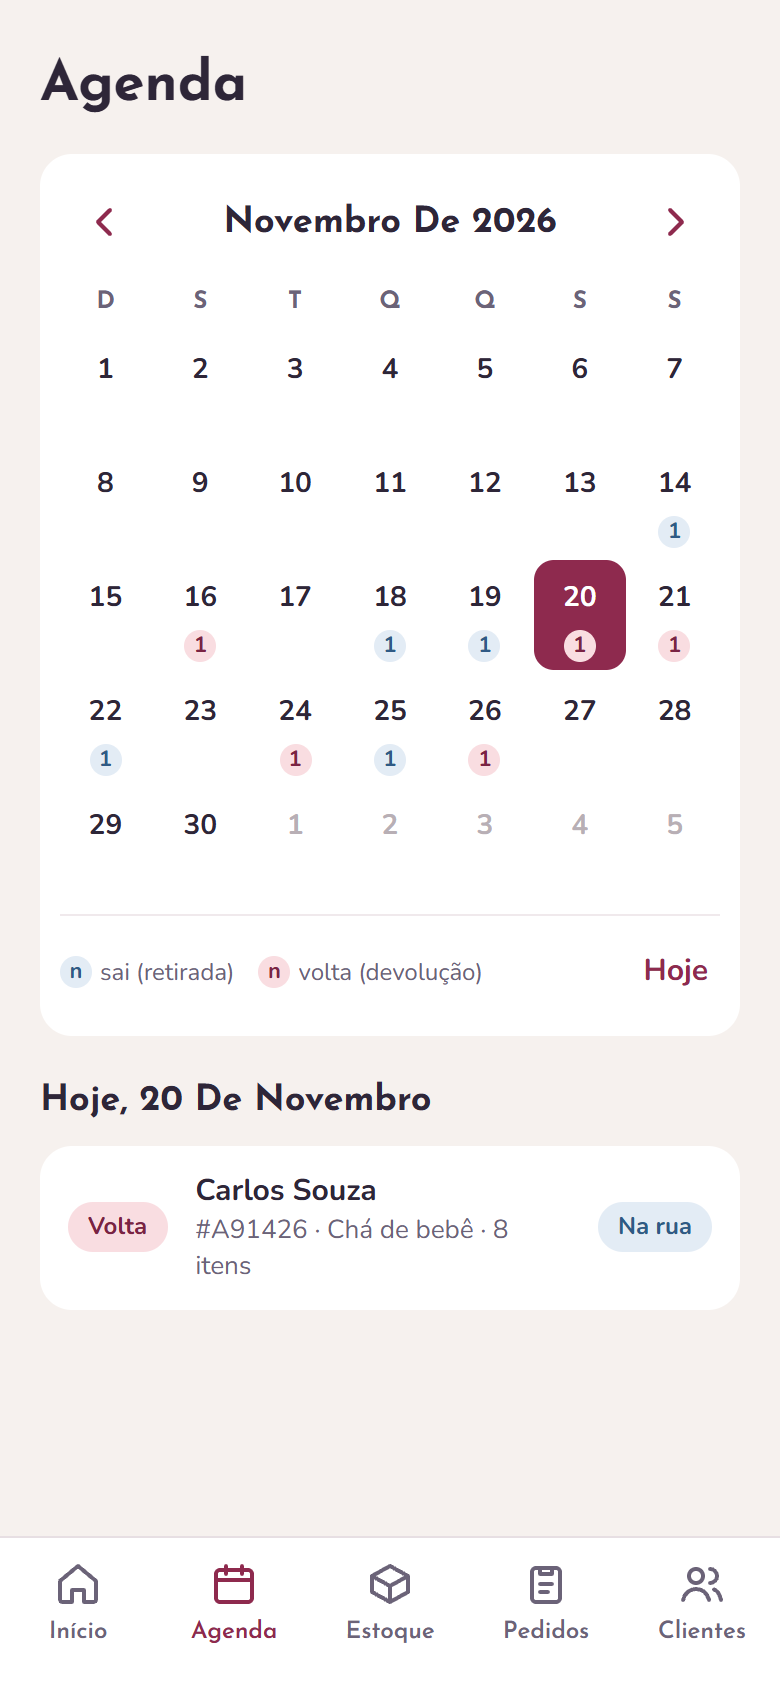 Agenda
Novembro De 2026
D S T Q Q S S
1 2 3 4 5 6 7
8 9 10 11 12 13 14
1
15 16 17 18 19 20 21
1 1 1 1 1
22 23 24 25 26 27 28
1 1 1 1
29 30 1 2 3 4 5
n sai (retirada) n volta (devolução) Hoje
Hoje, 20 De Novembro
Carlos Souza
Volta #A91426 · Chá de bebê · 8 Na rua
itens
Início Agenda Estoque Pedidos Clientes